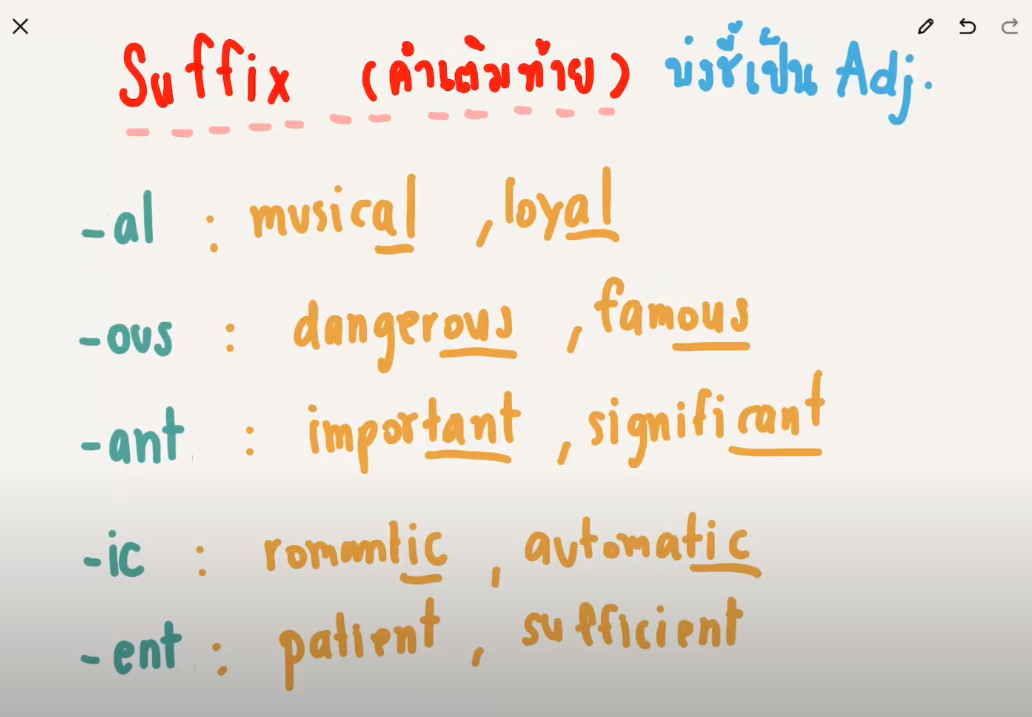 Suffix (คำเติมท้าย) บ่งชี้เป็น Adj.
-al : musical , loyal
-ous : dangerous , famous
-ant : important , significant
-ic : romantic , automatic
-ent : patient , sufficient